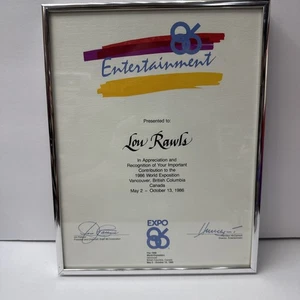 86
Entertainment
Presented to
Lou Rawls
In Appreciation and
Recognition of Your Important
Contribution to the
1986 World Exposition
Vancouver, British Columbia
Canada
May 2 – October 13, 1986
EXPO
86